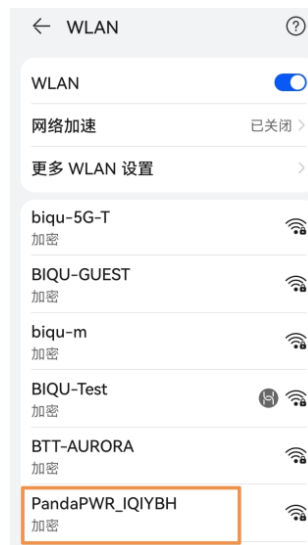 WLAN
WLAN
网络加速 已关闭
更多 WLAN 设置
biqu-5G-T
加密
BIQU-GUEST
加密
biqu-m
加密
BIQU-Test
加密
BTT-AURORA
加密
PandaPWR_IQIYBH
加密